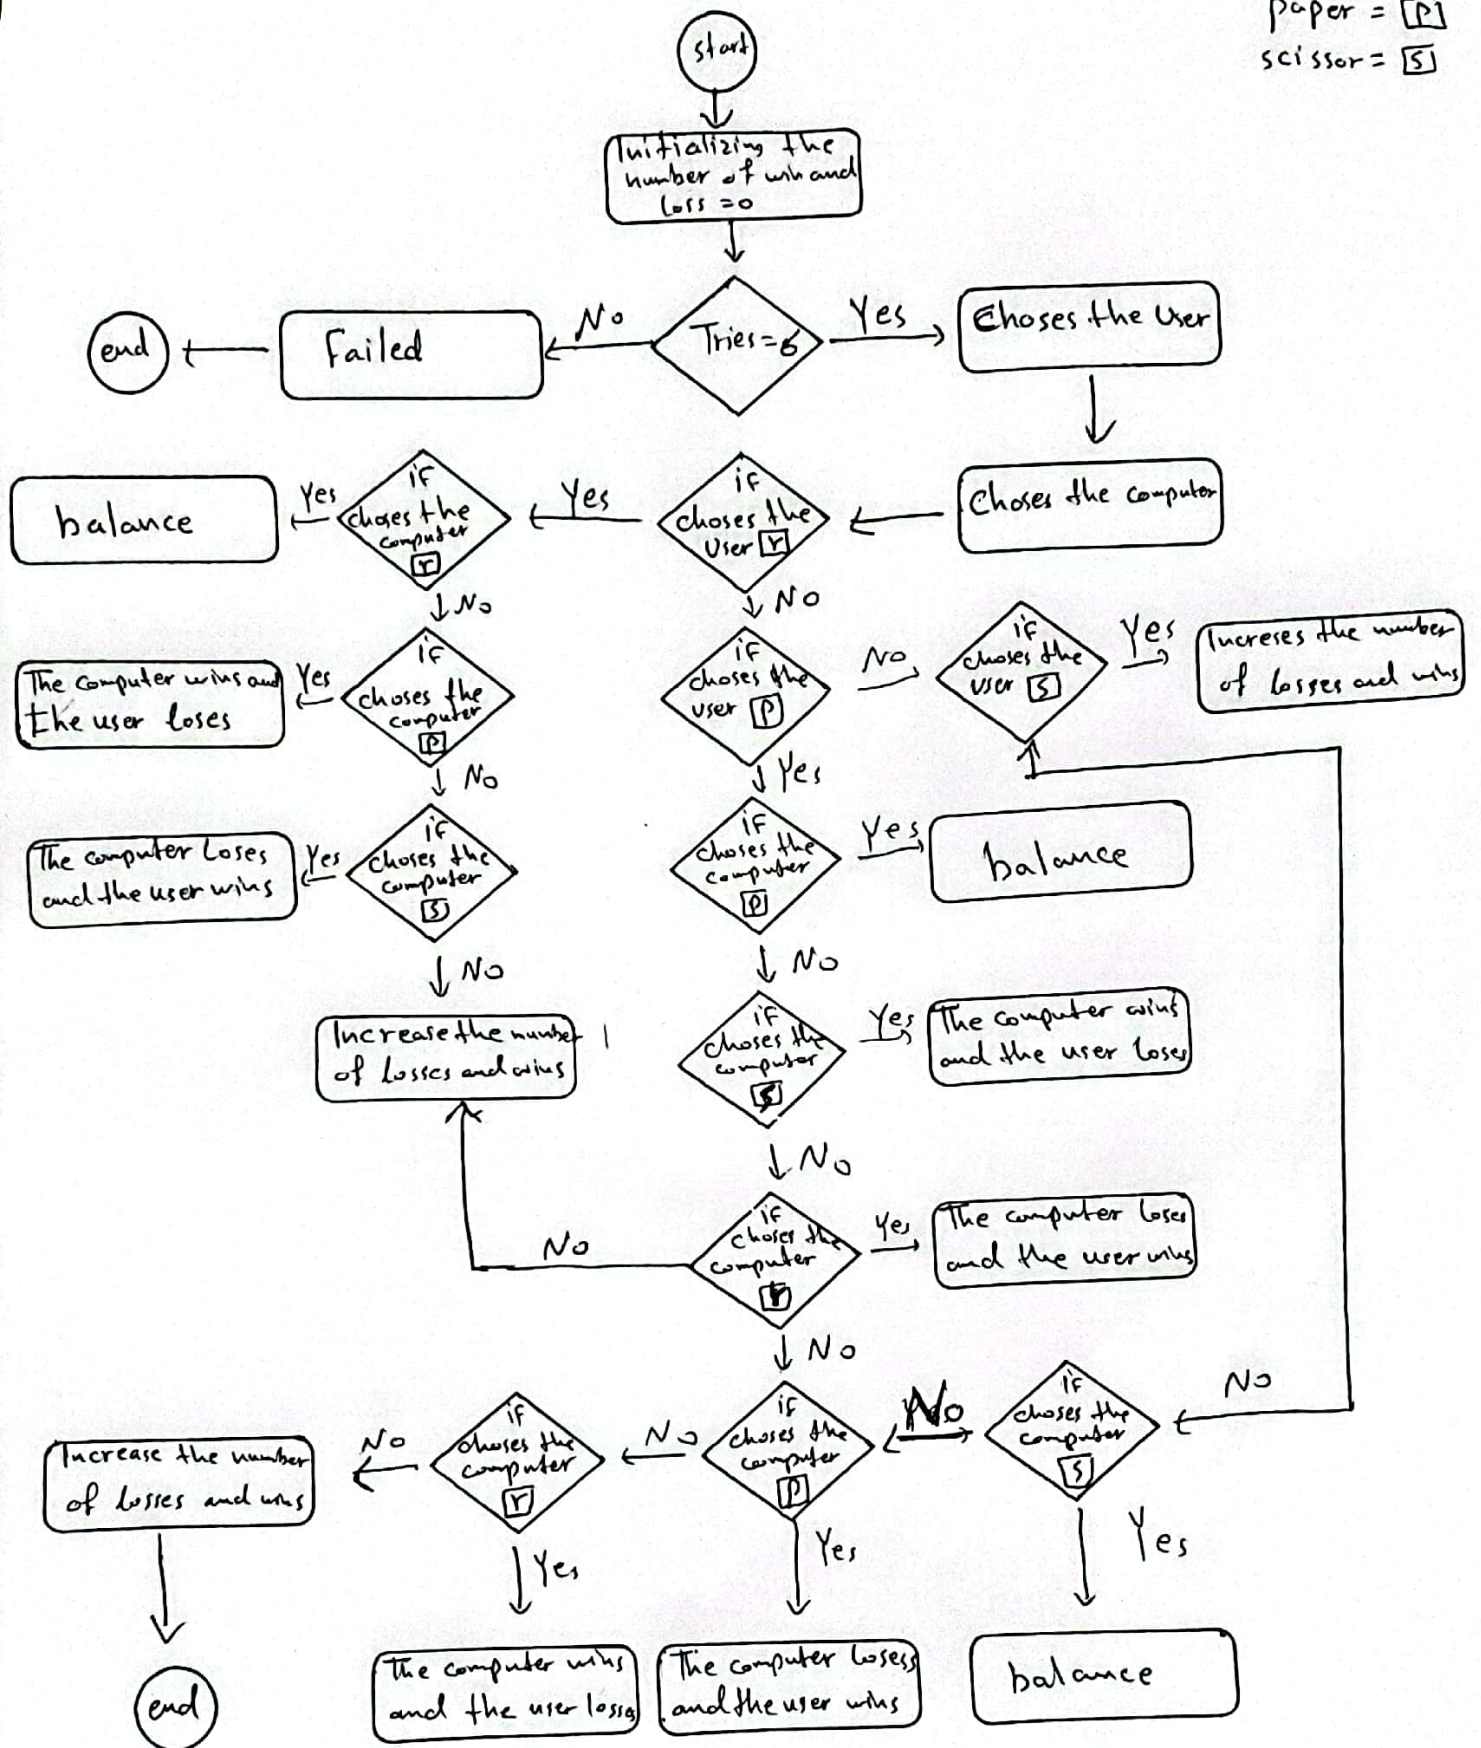 paper = P
scissor = S
start
Initializing the
number of win and
loss = 0
Tries = 6
Yes
No
Choses the User
Failed
end
Choses the computer
if
choses the
User r
Yes
if
choses the
computer
r
Yes
balance
No
No
if
choses the
computer
P
Yes
The computer wins and
the user loses
if
choses the
user P
No
if
choses the
user S
Yes
Increses the number
of losses and wins
No
Yes
if
choses the
computer
S
Yes
The computer Loses
and the user wins
if
choses the
computer
P
Yes
balance
No
No
Increase the number
of Losses and wins
if
choses the
computer
S
Yes
The computer wins
and the user loses
No
if
choses the
computer
r
Yes
The computer loses
and the user wins
No
No
if
choses the
computer
S
No
No
if
choses the
computer
P
No
if
choses the
computer
r
No
Increase the number
of losses and wins
Yes
Yes
Yes
end
The computer wins
and the user losses
The computer losess
and the user wins
balance